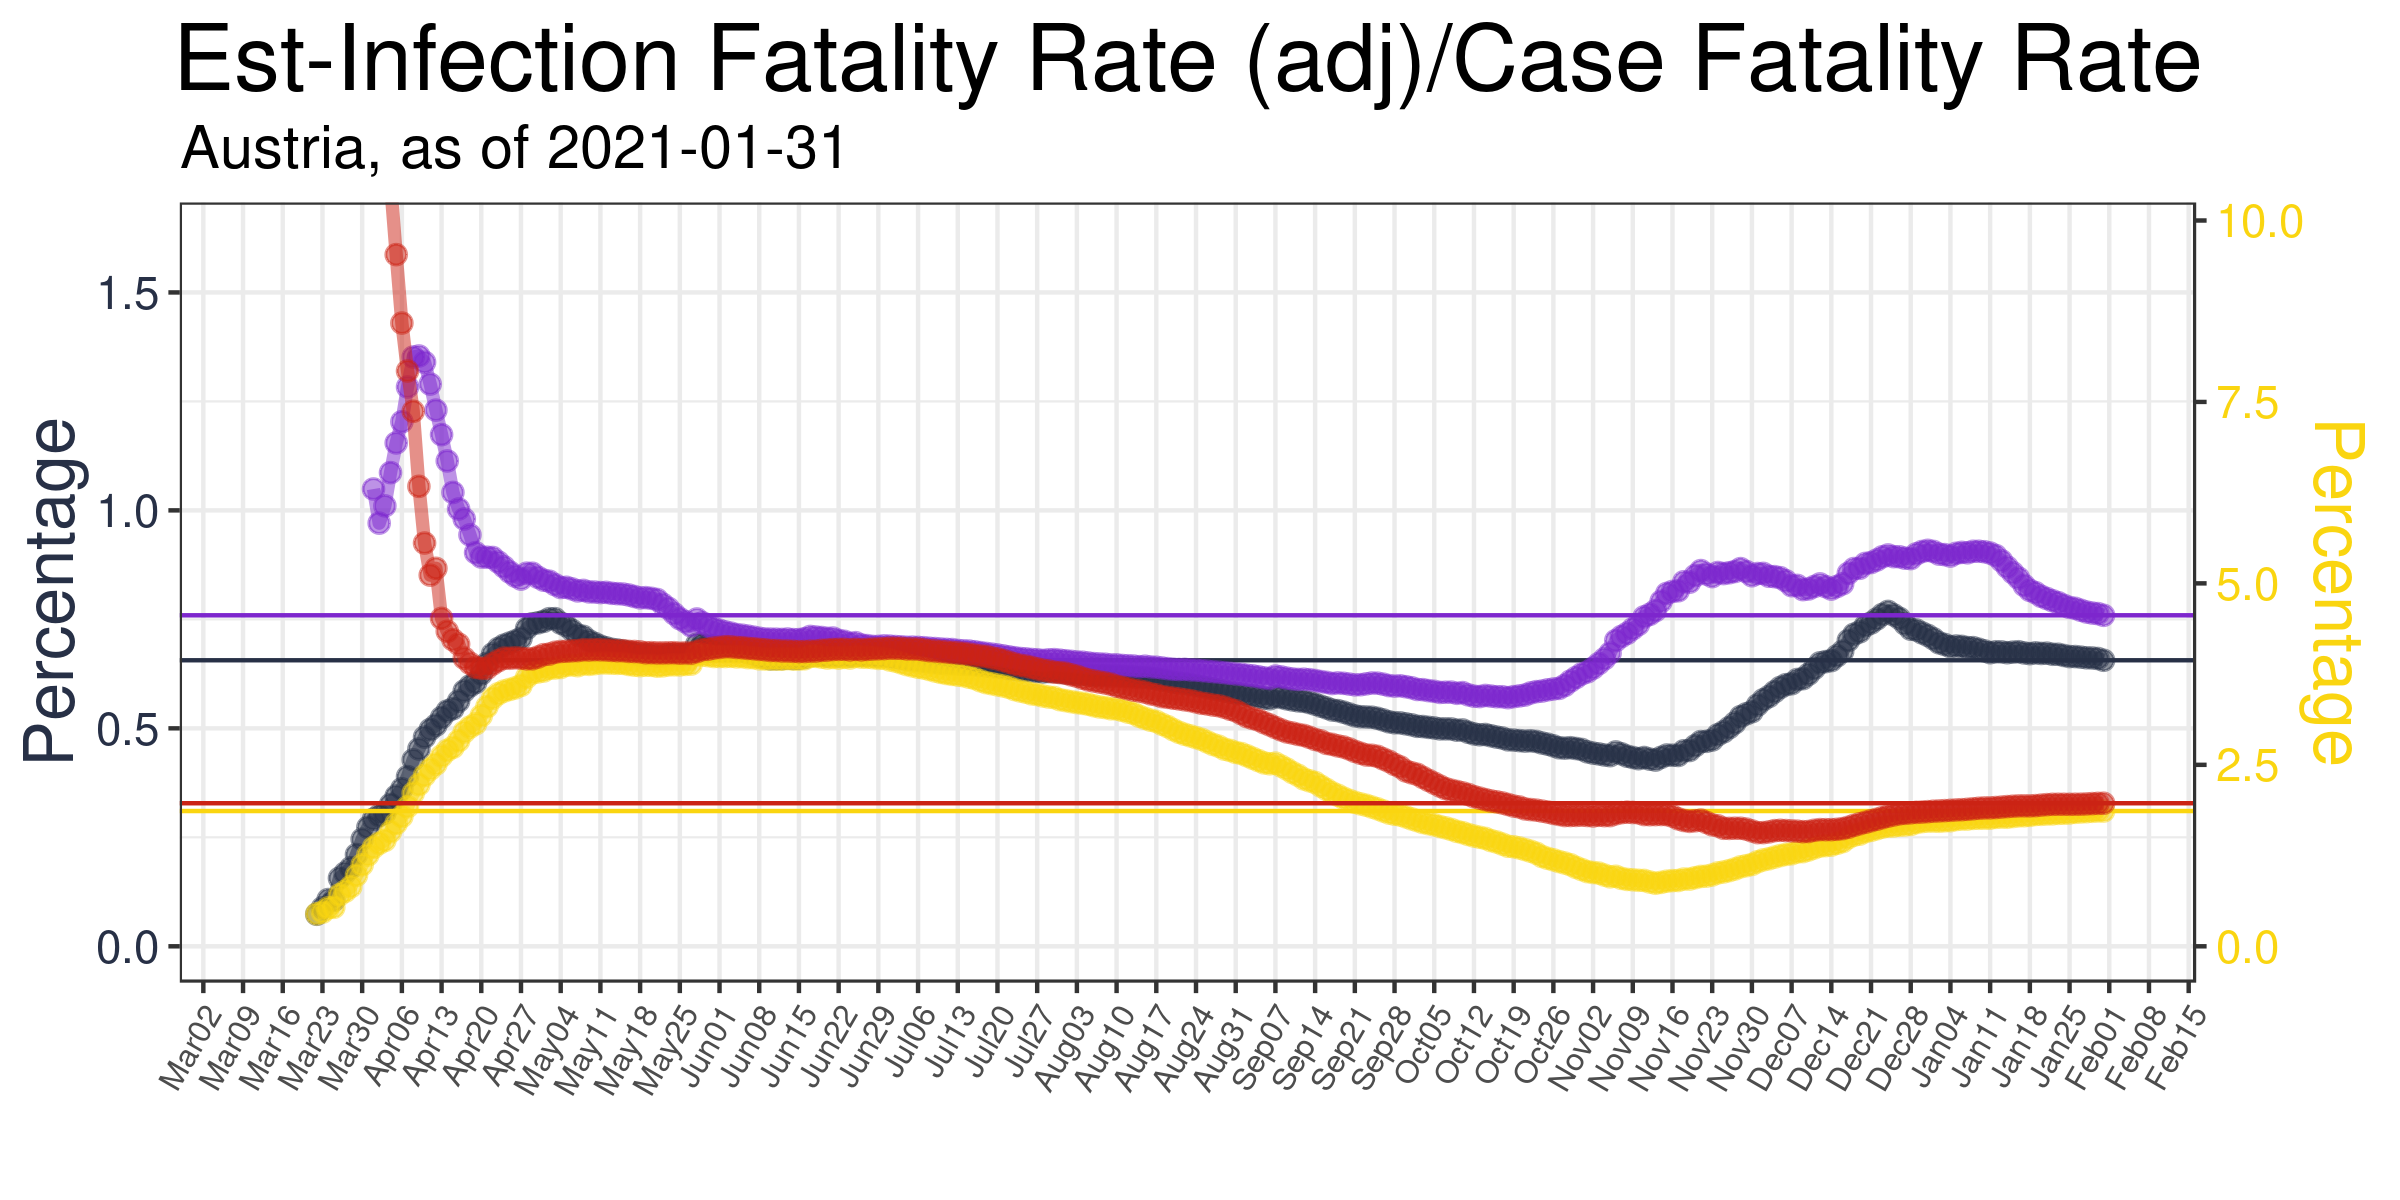 Est-Infection Fatality Rate (adj)/Case Fatality Rate
Austria, as of 2021-01-31
Percentage
1.5
1.0
0.5
0.0
10.0
7.5
5.0
2.5
0.0
Percentage
Mar02 Mar09 Mar16 Mar23 Mar30 Apr06 Apr13 Apr20 Apr27 May04 May11 May18 May25 Jun01 Jun08 Jun15 Jun22 Jun29 Jul06 Jul13 Jul20 Jul27 Aug03 Aug10 Aug17 Aug24 Aug31 Sep07 Sep14 Sep21 Sep28 Oct05 Oct12 Oct19 Oct26 Nov02 Nov09 Nov16 Nov23 Nov30 Dec07 Dec14 Dec21 Dec28 Jan04 Jan11 Jan18 Jan25 Feb01 Feb08 Feb15